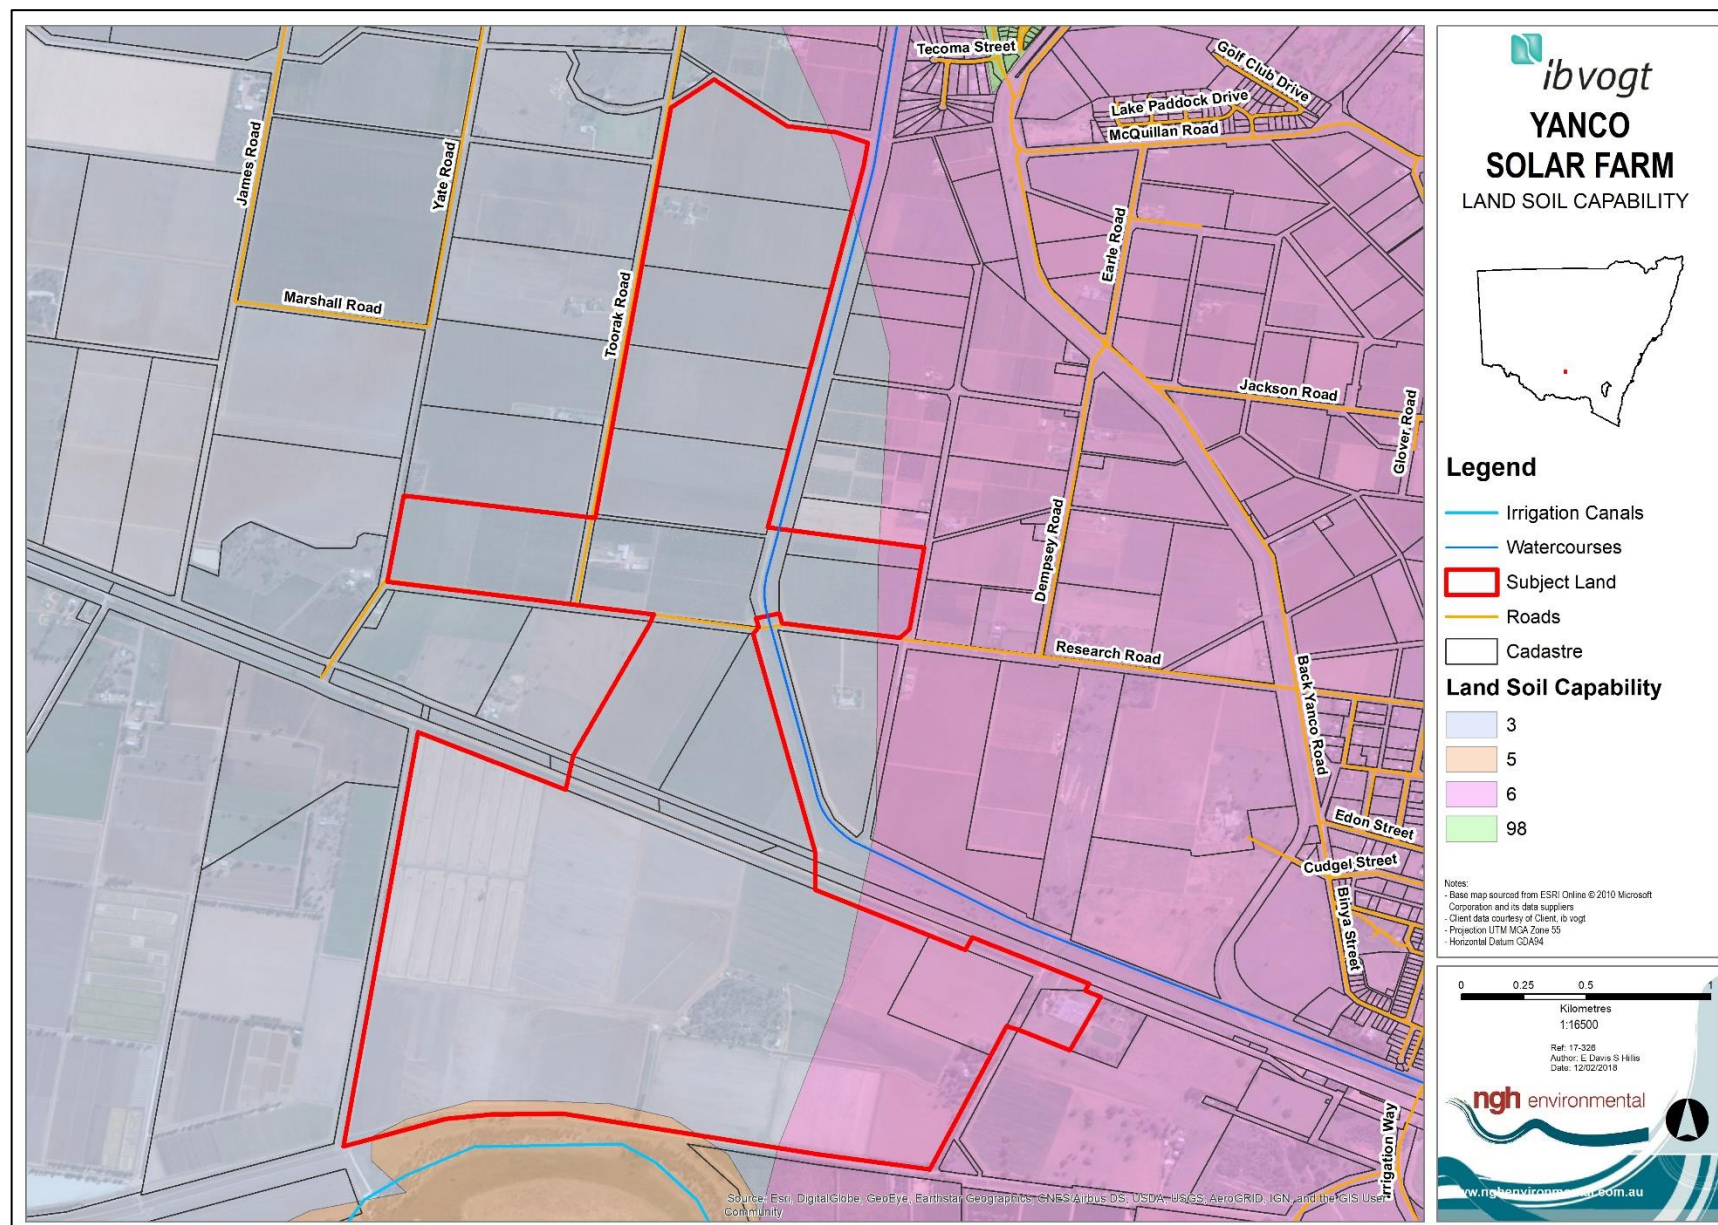 Tecoma Street
Golf Club Drive
Lake Paddock Drive
McQuillan Road
James Road
Yate Road
Earle Road
Toorak Road
Marshall Road
Jackson Road
Glover Road
Dempsey Road
Research Road
Back Yanco Road
Edon Street
Cudgel Street
Binya Street
Irrigation Way
Source: Esri, DigitalGlobe, GeoEye, Earthstar Geographics, CNES/Airbus DS, USDA, USGS, AeroGRID, IGN, and the GIS User
Community
ib vogt
YANCO
SOLAR FARM
LAND SOIL CAPABILITY
Legend
Irrigation Canals
Watercourses
Subject Land
Roads
Cadastre
Land Soil Capability
3
5
6
98
Notes:
- Base map sourced from ESRI Online © 2010 Microsoft
Corporation and its data suppliers
- Client data courtesy of Client, ib vogt
- Projection UTM MGA Zone 55
- Horizontal Datum GDA94
0 0.25 0.5 1
Kilometres
1:16500
Ref: 17-326
Author: E Davis S Hillis
Date: 12/02/2018
ngh environmental
www.nghenvironmental.com.au